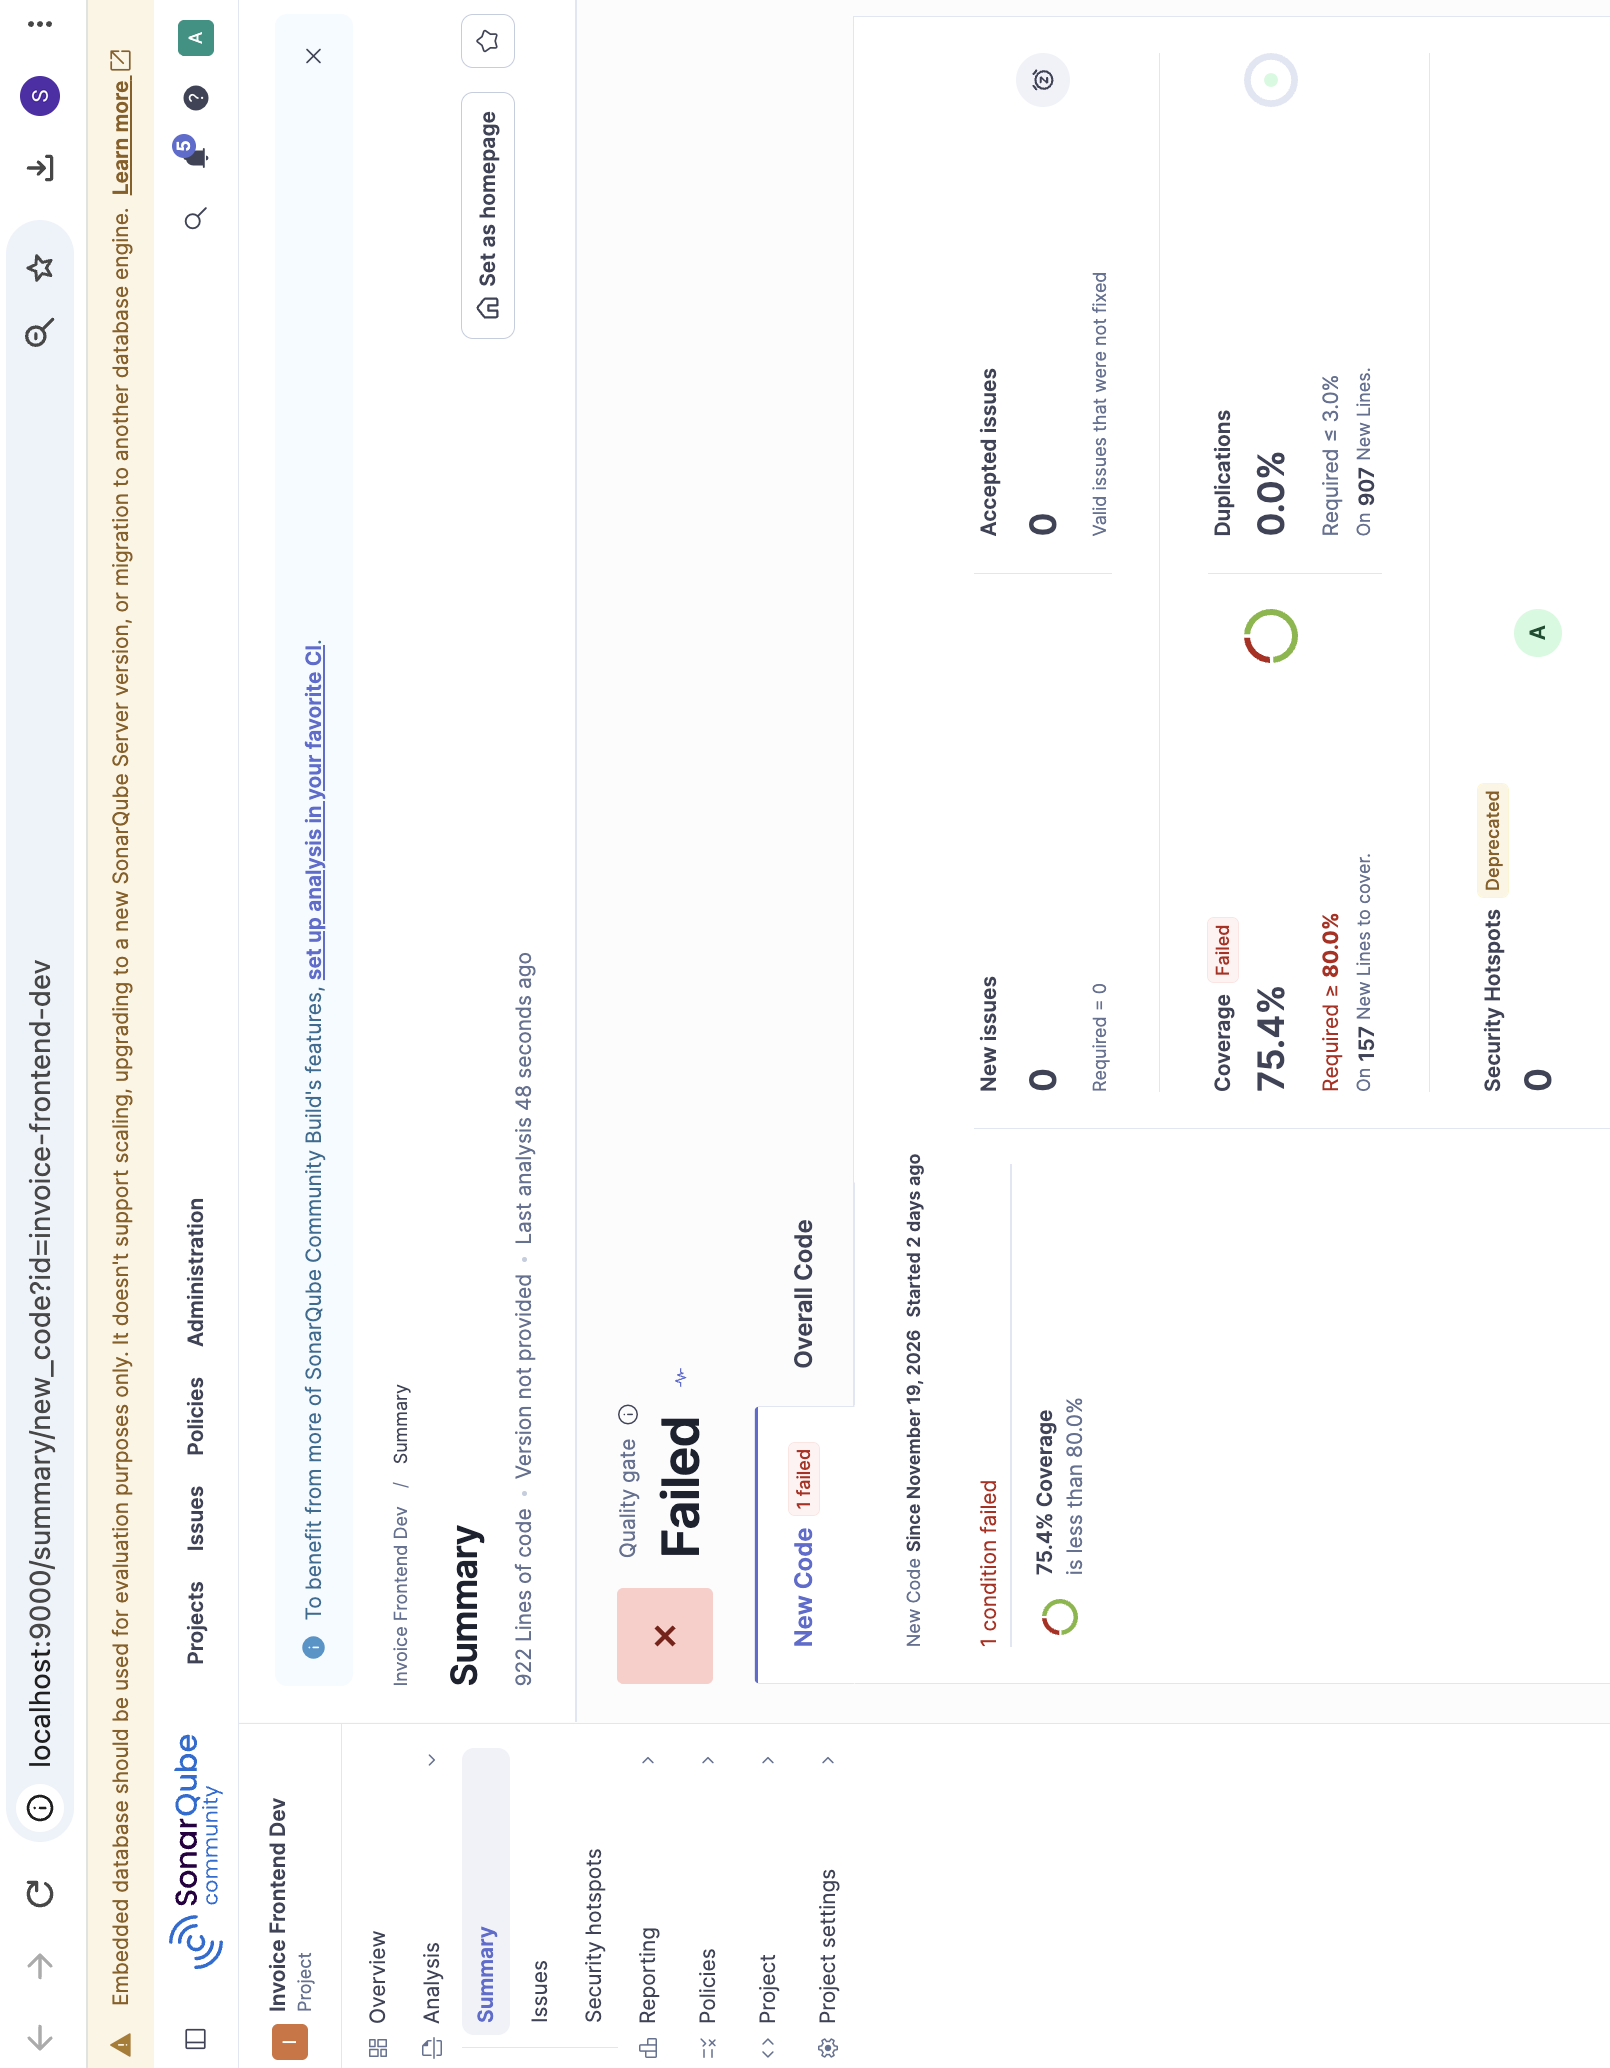 localhost:9000/summary/new_code?id=invoice-frontend-dev
S
Embedded database should be used for evaluation purposes only. It doesn't support scaling, upgrading to a new SonarQube Server version, or migration to another database engine. Learn more
SonarQube
community
Projects
Issues
Policies
Administration
5
?
A
I
Invoice Frontend Dev
Project
Overview
Analysis
Summary
Issues
Security hotspots
Reporting
Policies
Project
Project settings
To benefit from more of SonarQube Community Build's features, set up analysis in your favorite CI.
Invoice Frontend Dev / Summary
Summary
Set as homepage
922 Lines of code • Version not provided • Last analysis 48 seconds ago
Quality gate
Failed
New Code 1 failed
Overall Code
New Code Since November 19, 2026 Started 2 days ago
1 condition failed
75.4% Coverage
is less than 80.0%
New issues
0
Required = 0
Accepted issues
0
Valid issues that were not fixed
Coverage Failed
75.4%
Required ≥ 80.0%
On 157 New Lines to cover.
Duplications
0.0%
Required ≤ 3.0%
On 907 New Lines.
Security Hotspots Deprecated
0
A